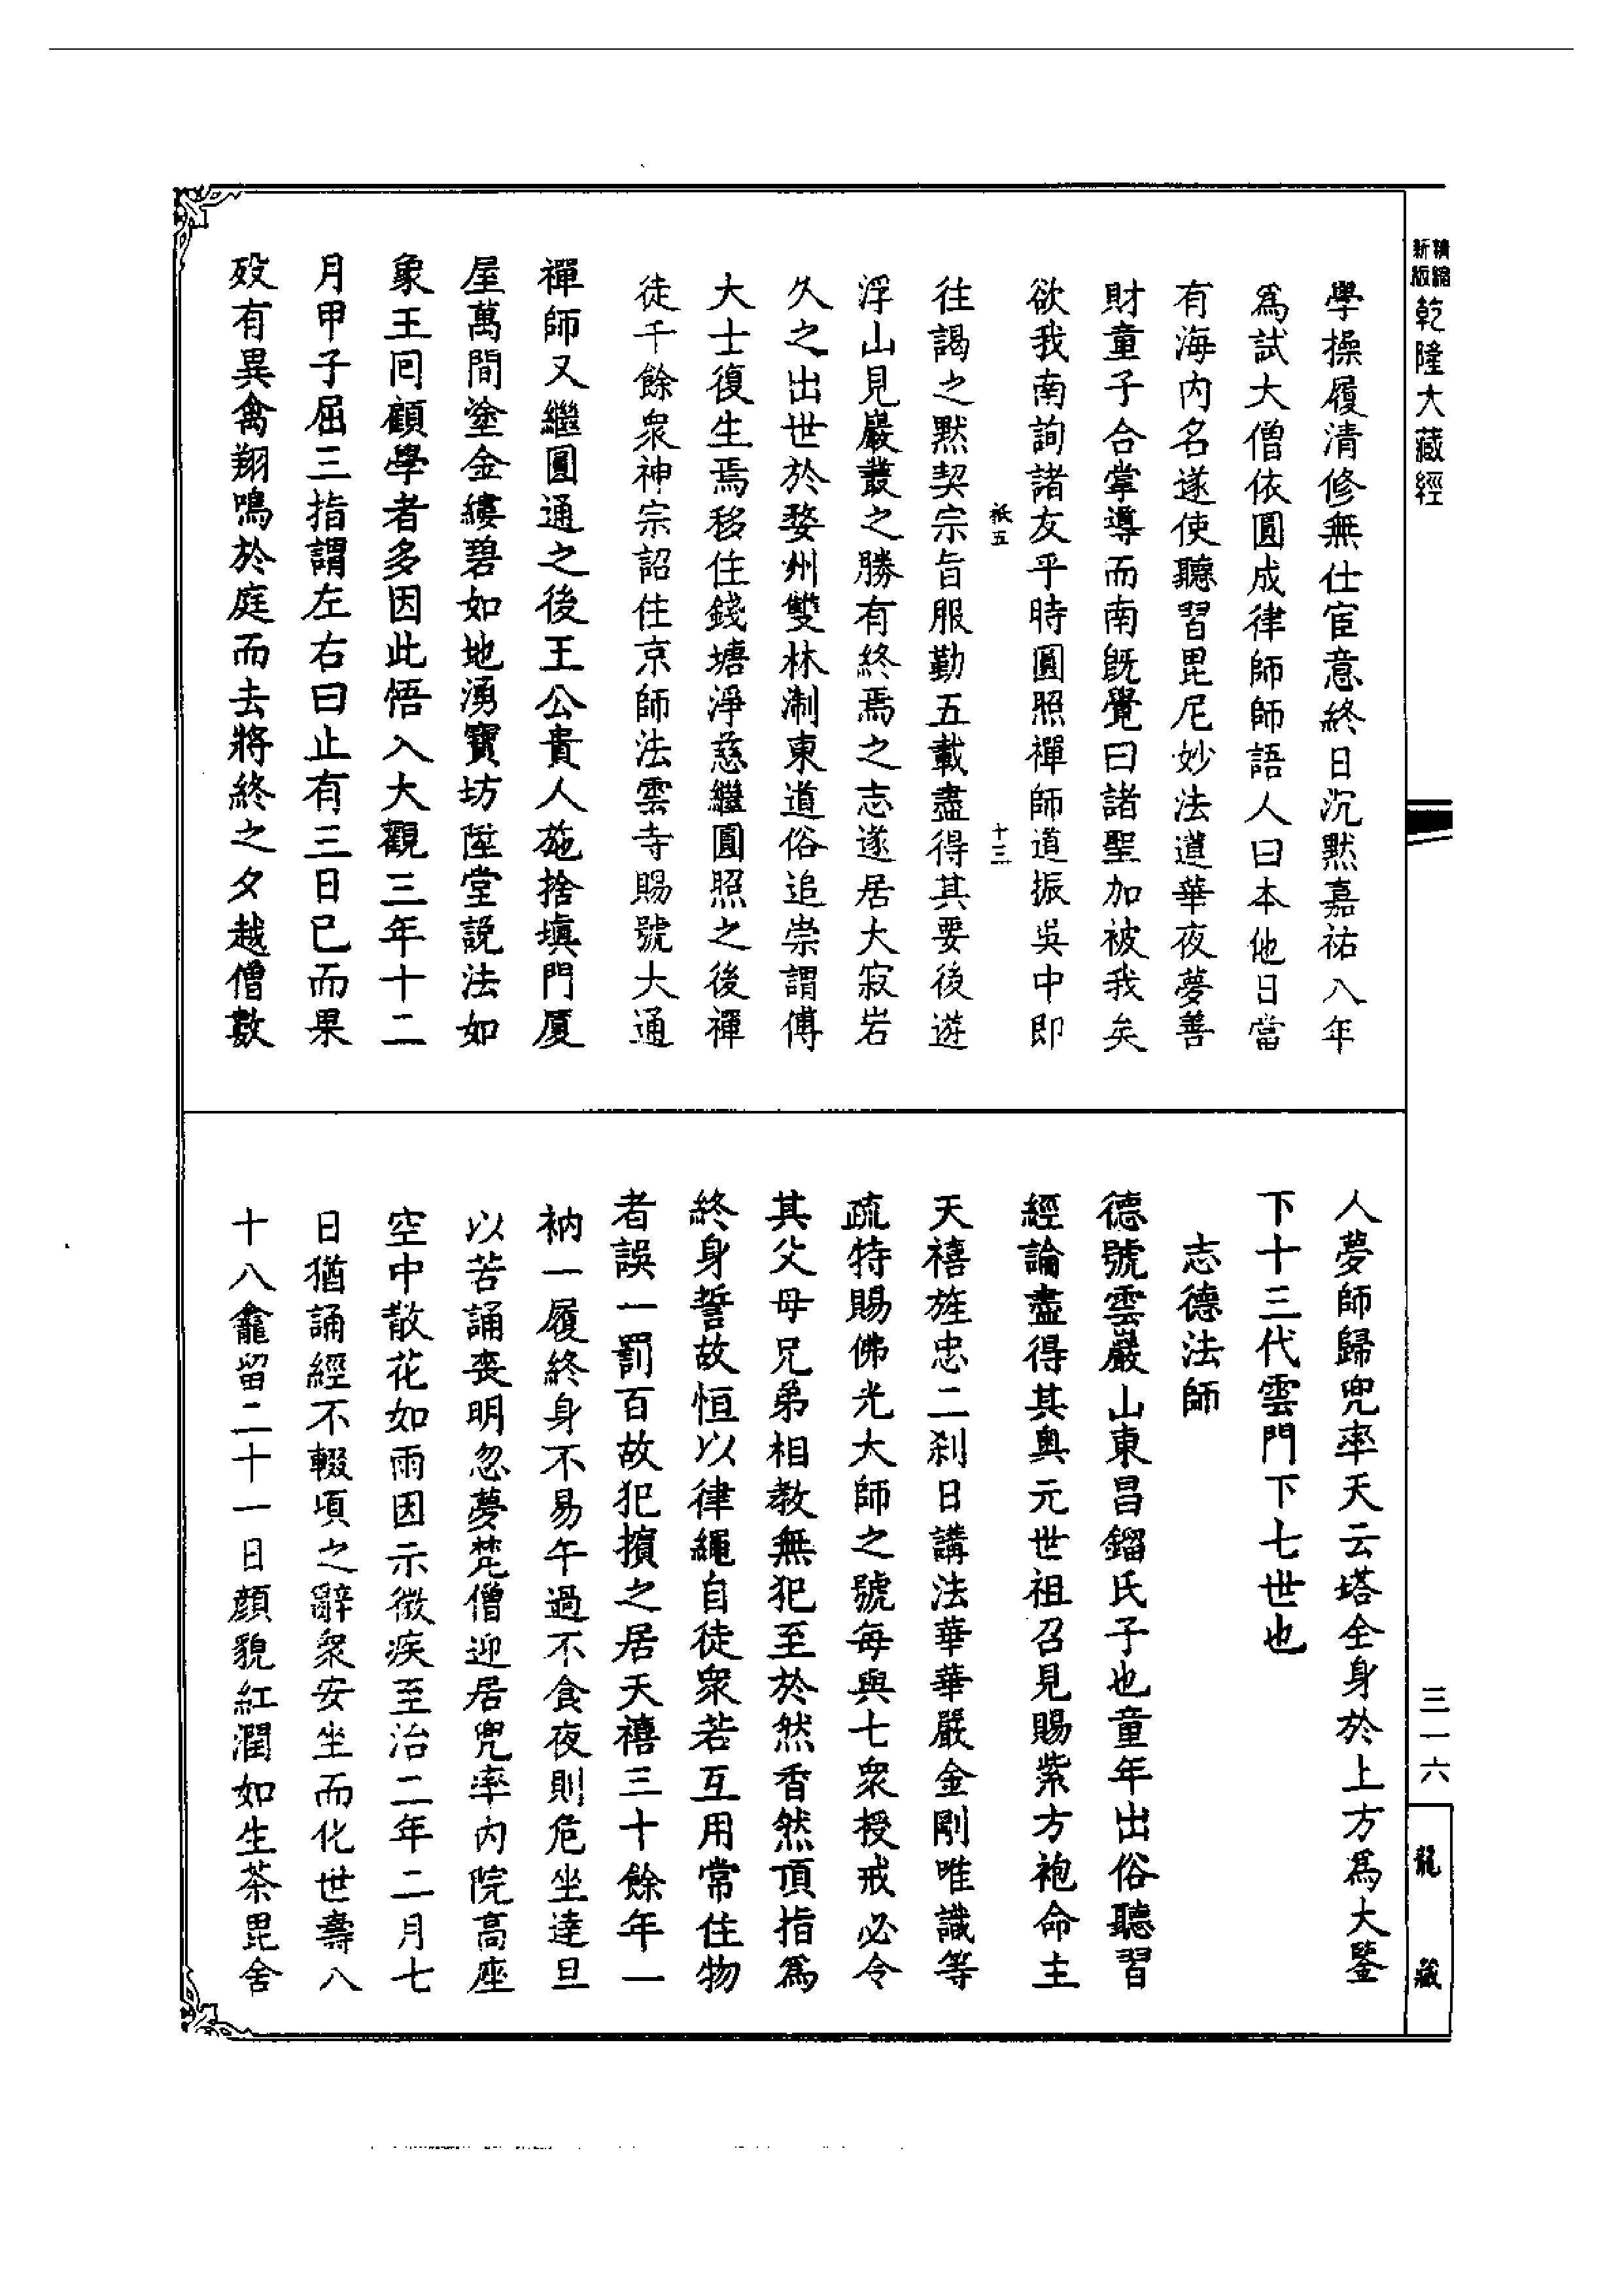 精縮新版乾隆大藏經
學操履清修無仕宦意終日沉默嘉祐八年
爲試大僧依圓成律師師語人曰本他日當
有海内名遂使聽習毘尼妙法蓮華夜夢善
財童子合掌導而南既覺曰諸聖加被我矣
欲我南詢諸友乎時圓照禪師道振吳中即
祇五
十三
往謁之默契宗旨服勤五載盡得其要後遊
浮山見巖叢之勝有終焉之志遂居大寂岩
久之出世於婺州雙林淛東道俗追崇謂傅
大士復生焉移住錢塘淨慈繼圓照之後禪
徒千餘衆神宗詔住京師法雲寺賜號大通
禪師又繼圓通之後王公貴人施捨塡門厦
屋萬間塗金縷碧如地湧寶坊陞堂說法如
象王囘顧學者多因此悟入大觀三年十二
月甲子屈三指謂左右曰止有三日已而果
歿有異禽翔鳴於庭而去將終之夕越僧數
人夢師歸兜率天云塔全身於上方爲大鑒
下十三代雲門下七世也
志德法師
德號雲巖山東昌鎦氏子也童年出俗聽習
經論盡得其奥元世祖召見賜紫方袍命主
天禧旌忠二刹日講法華華嚴金剛唯識等
疏特賜佛光大師之號每與七衆授戒必令
其父母兄弟相教無犯至於然香然頂指爲
終身誓故恒以律繩自徒衆若互用常住物
者誤一罰百故犯擯之居天禧三十餘年一
衲一履終身不易午過不食夜則危坐達旦
以苦誦喪明忽夢梵僧迎居兜率内院高座
空中散花如雨因示微疾至治二年二月七
日猶誦經不輟頃之辭衆安坐而化世壽八
十八龕留二十一日顔貌紅潤如生茶毘舍
三一六
龍藏